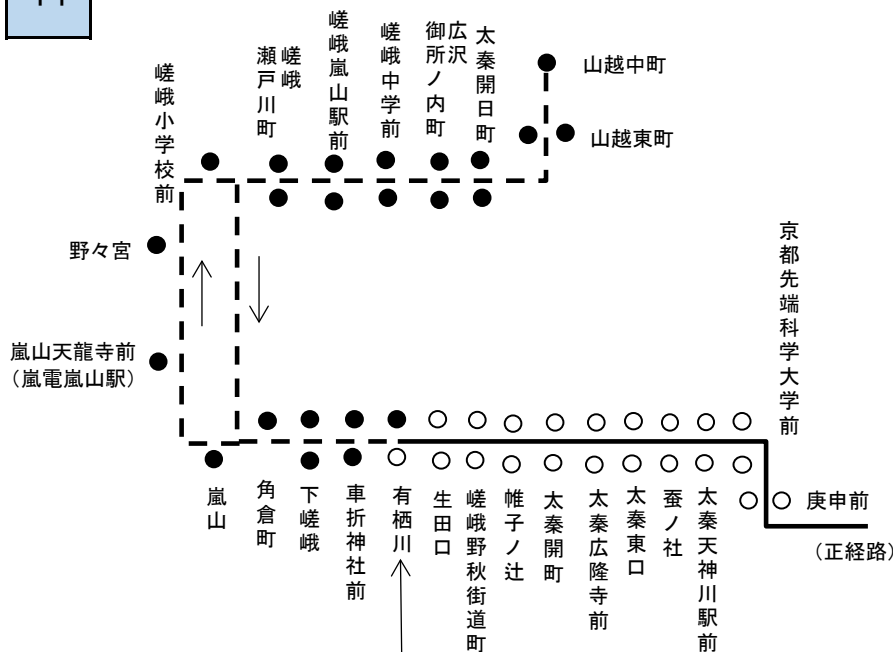 嵯峨小学校前
嵯峨
瀬戸川町
嵯峨嵐山駅前
嵯峨中学前
広沢
御所ノ内町
太秦開日町
山越中町
山越東町
野々宮
嵐山天龍寺前
（嵐電嵐山駅）
京都先端科学大学前
嵐山
角倉町
下嵯峨
車折神社前
有栖川
生田口
嵯峨野秋街道町
帷子ノ辻
太秦開町
太秦広隆寺前
太秦東口
蚕ノ社
太秦天神川駅前
庚申前
（正経路）